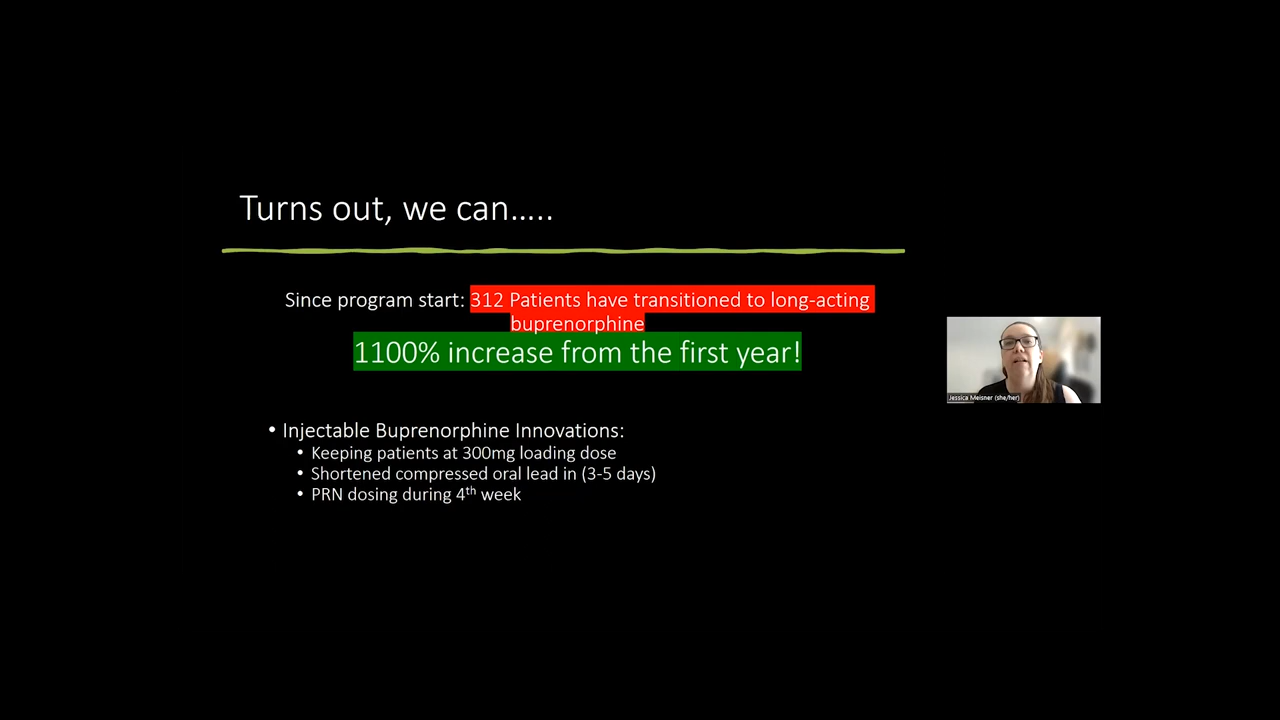 Turns out, we can…..
Since program start: 312 Patients have transitioned to long-acting
buprenorphine
1100% increase from the first year!
• Injectable Buprenorphine Innovations:
• Keeping patients at 300mg loading dose
• Shortened compressed oral lead in (3-5 days)
• PRN dosing during 4th week
Jessica Meisner (she/her)